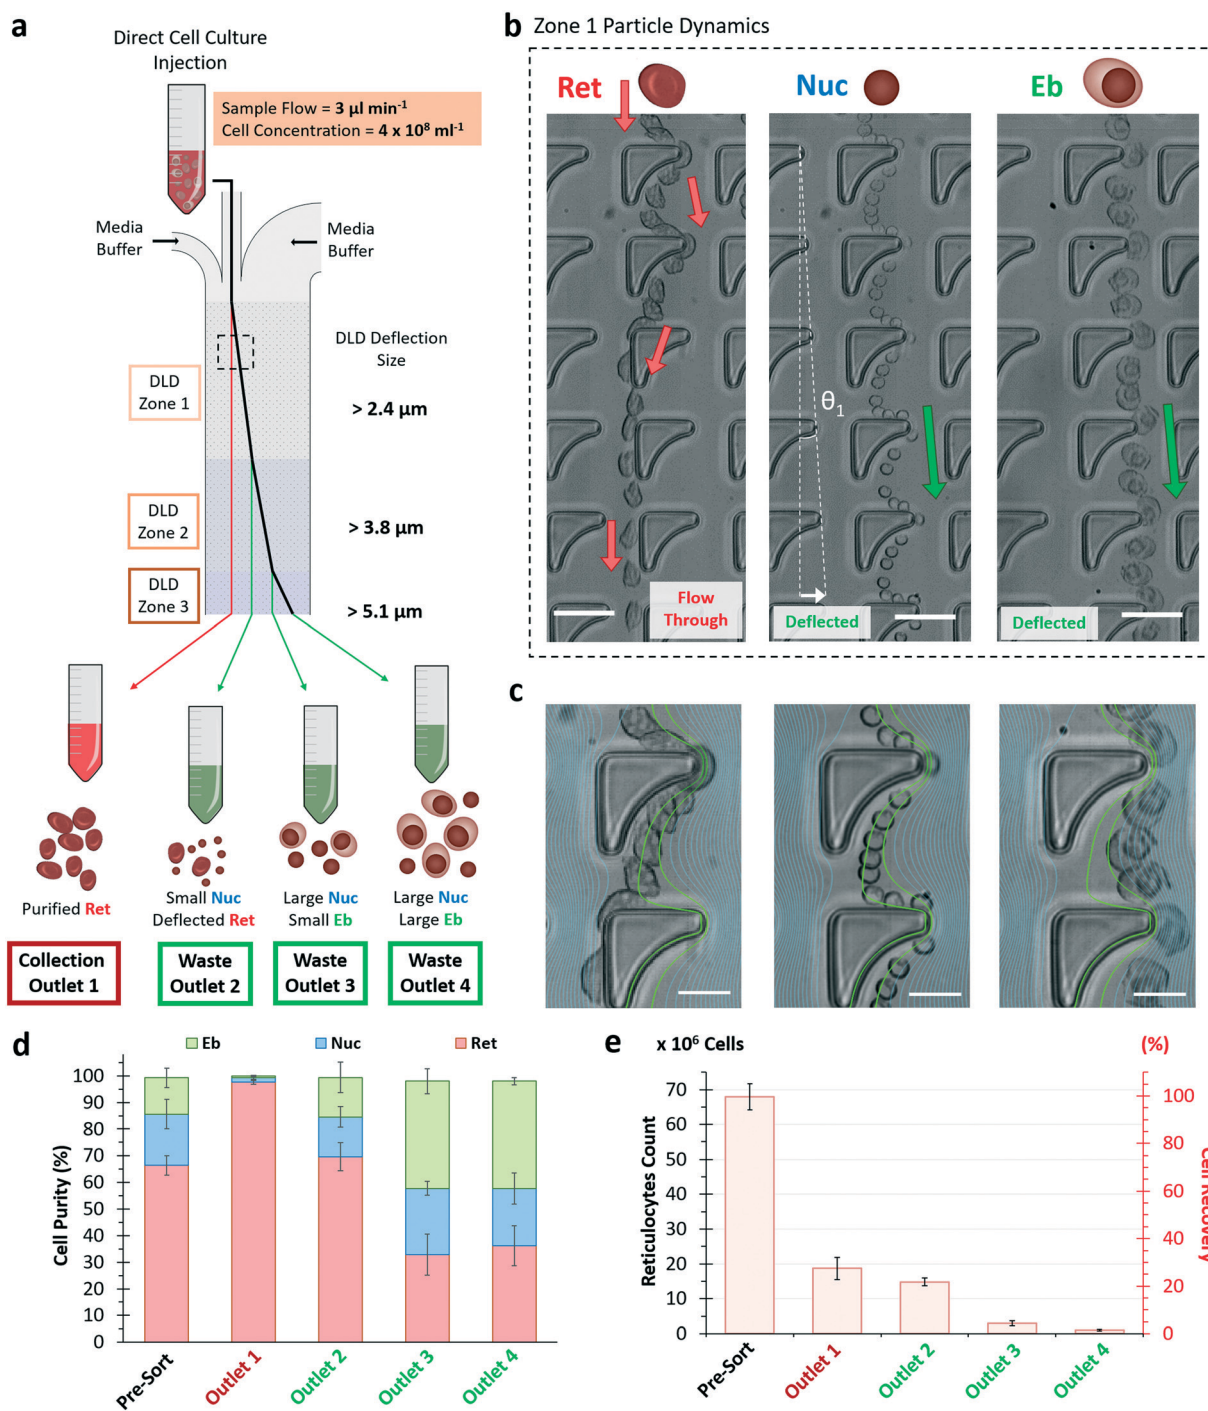 a
Direct Cell Culture
Injection
Sample Flow = 3 µl min⁻¹
Cell Concentration = 4 x 10⁸ ml⁻¹
Media
Buffer
Media
Buffer
DLD Deflection
Size
DLD
Zone 1
> 2.4 µm
DLD
Zone 2
> 3.8 µm
DLD
Zone 3
> 5.1 µm
Purified Ret
Small Nuc
Deflected Ret
Large Nuc
Small Eb
Large Nuc
Large Eb
Collection
Outlet 1
Waste
Outlet 2
Waste
Outlet 3
Waste
Outlet 4
b Zone 1 Particle Dynamics
Ret
Nuc
Eb
θ₁
Flow
Through
Deflected
Deflected
c
d
Eb
Nuc
Ret
Cell Purity (%)
100
90
80
70
60
50
40
30
20
10
0
Pre-Sort
Outlet 1
Outlet 2
Outlet 3
Outlet 4
e
x 10⁶ Cells
(%)
Reticulocytes Count
70
60
50
40
30
20
10
0
100
80
60
40
20
0
Cell Recovery
Pre-Sort
Outlet 1
Outlet 2
Outlet 3
Outlet 4